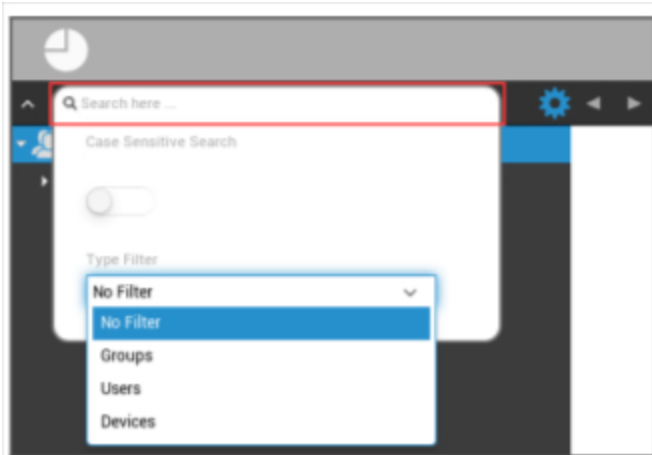 Search here ...
Case Sensitive Search
Type Filter
No Filter
No Filter
Groups
Users
Devices